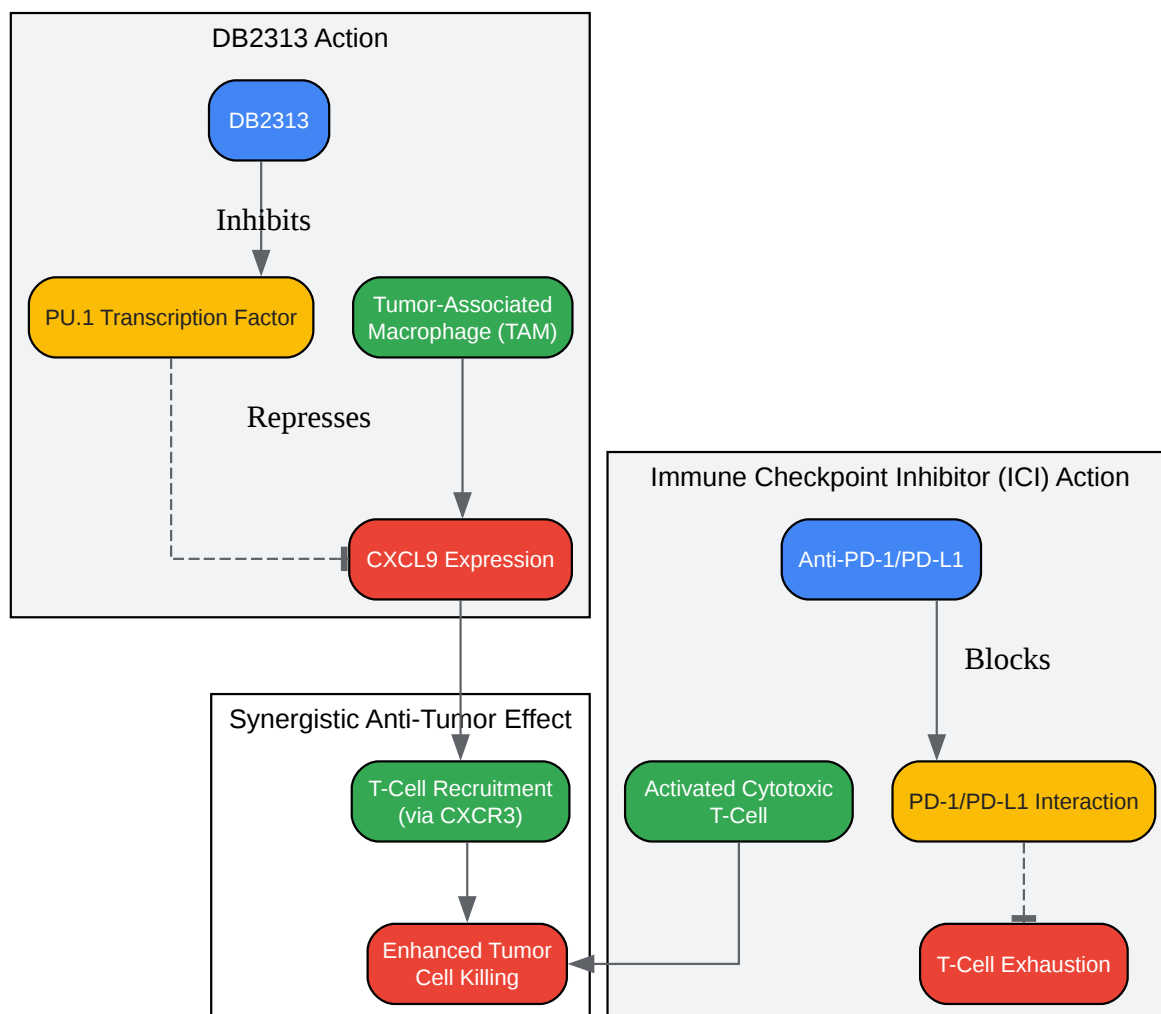 DB2313 Action
DB2313
Inhibits
PU.1 Transcription Factor
Tumor-Associated
Macrophage (TAM)
Represses
CXCL9 Expression
Immune Checkpoint Inhibitor (ICI) Action
Anti-PD-1/PD-L1
Blocks
Synergistic Anti-Tumor Effect
T-Cell Recruitment
(via CXCR3)
Activated Cytotoxic
T-Cell
PD-1/PD-L1 Interaction
Enhanced Tumor
Cell Killing
T-Cell Exhaustion